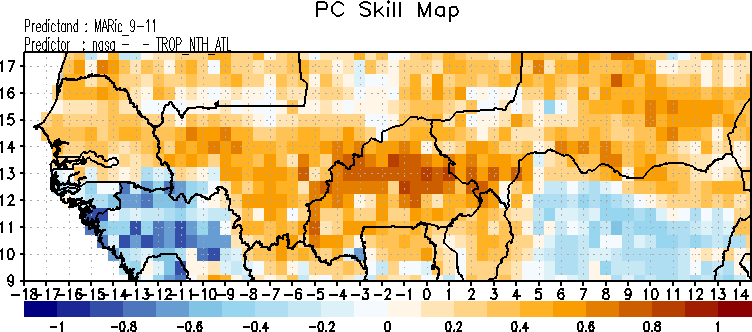 PC Skill Map
Predictand : MARic_9-11
Predictor : nasa - - TROP_NTH_ATL
17
16
15
14
13
12
11
10
9
-18 -17 -16 -15 -14 -13 -12 -11 -10 -9 -8 -7 -6 -5 -4 -3 -2 -1 0 1 2 3 4 5 6 7 8 9 10 11 12 13 14
-1 -0.8 -0.6 -0.4 -0.2 0 0.2 0.4 0.6 0.8 1